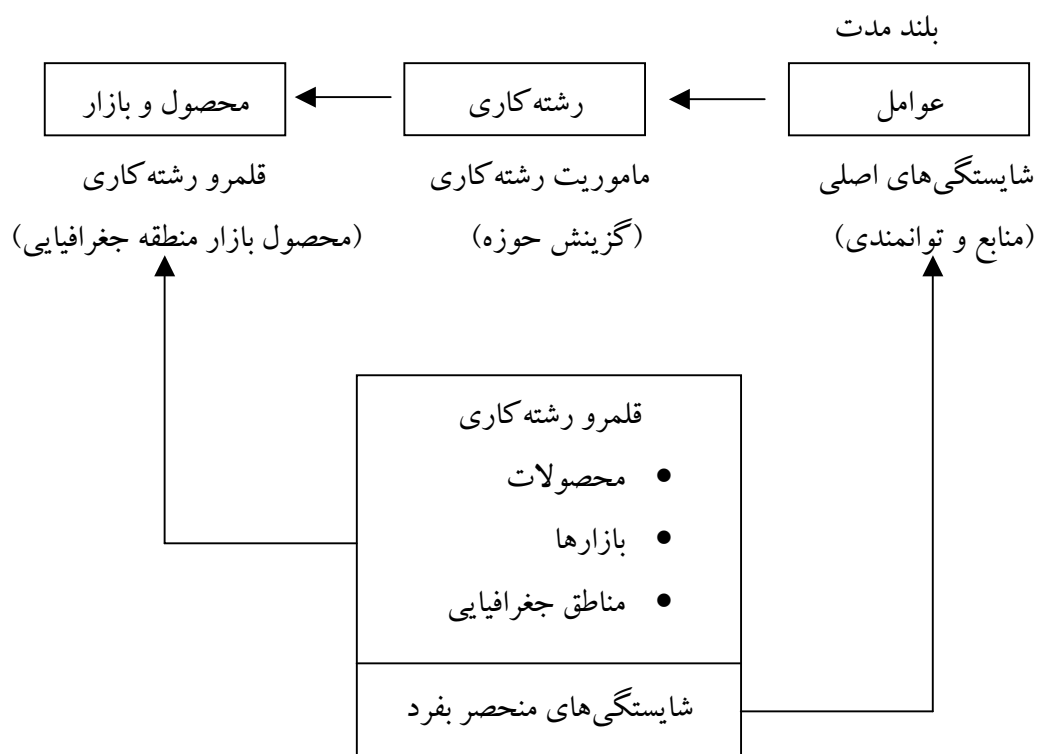 بلند مدت
عوامل
رشته‌کاری
محصول و بازار
شایستگی‌های اصلی
ماموریت رشته‌کاری
قلمرو رشته‌کاری
(منابع و توانمندی)
(گزینش حوزه)
(محصول بازار منطقه جغرافیایی)
قلمرو رشته‌کاری
• محصولات
• بازارها
• مناطق جغرافیایی
شایستگی‌های منحصر بفرد